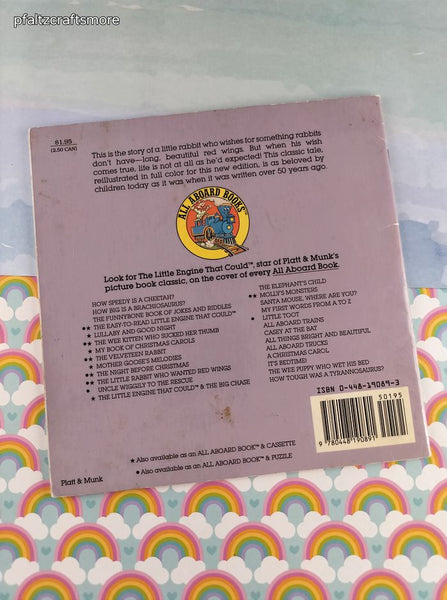 pfaltzcraftsmore
$1.95
(2.50 CAN)
This is the story of a little rabbit who wishes for something rabbits
don't have—long, beautiful red wings. But when his wish
comes true, life is not at all as he'd expected! This classic tale,
reillustrated in full color for this new edition, is as beloved by
children today as it was when it was written over 50 years ago.
ALL ABOARD BOOKS
Look for The Little Engine That Could™, star of Platt & Munk's
picture book classic, on the cover of every All Aboard Book.
HOW SPEEDY IS A CHEETAH?
HOW BIG IS A BRACHIOSAURUS?
THE FUNNYBONE BOOK OF JOKES AND RIDDLES
★★ THE EASY-TO-READ LITTLE ENGINE THAT COULD™
★★ LULLABY AND GOOD NIGHT
★★ THE WEE KITTEN WHO SUCKED HER THUMB
★ MY BOOK OF CHRISTMAS CAROLS
★★ THE VELVETEEN RABBIT
★ MOTHER GOOSE'S MELODIES
★★ THE NIGHT BEFORE CHRISTMAS
★★ THE LITTLE RABBIT WHO WANTED RED WINGS
★ UNCLE WIGGILY TO THE RESCUE
★ THE LITTLE ENGINE THAT COULD™ & THE BIG CHASE
THE ELEPHANT'S CHILD
★★ MOLLY'S MONSTERS
SANTA MOUSE, WHERE ARE YOU?
MY FIRST WORDS FROM A TO Z
★ LITTLE TOOT
ALL ABOARD TRAINS
CASEY AT THE BAT
ALL THINGS BRIGHT AND BEAUTIFUL
ALL ABOARD TRUCKS
A CHRISTMAS CAROL
IT'S BEDTIME!
THE WEE PUPPY WHO WET HIS BED
HOW TOUGH WAS A TYRANNOSAURUS?
ISBN 0-448-19089-3
50195
9 780448 190891
★Also available as an ALL ABOARD BOOK™ & CASSETTE
★Also available as an ALL ABOARD BOOK™ & PUZZLE
Platt & Munk